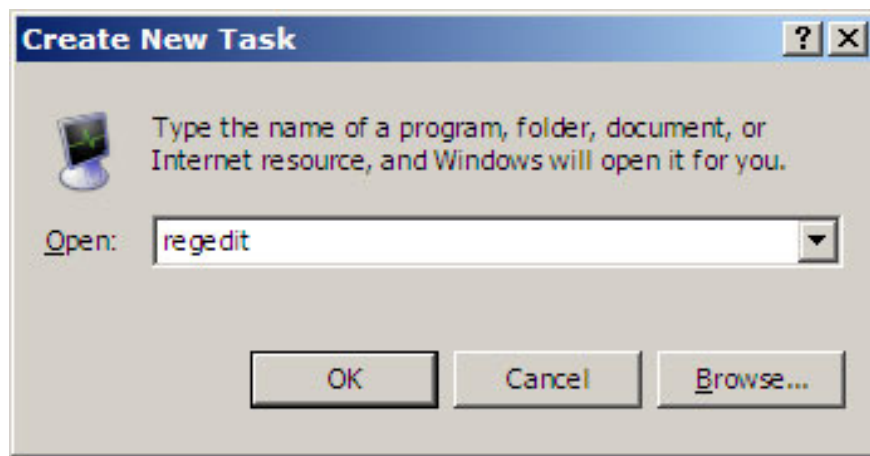 Create New Task
Type the name of a program, folder, document, or
Internet resource, and Windows will open it for you.
Open: regedit
OK Cancel Browse...